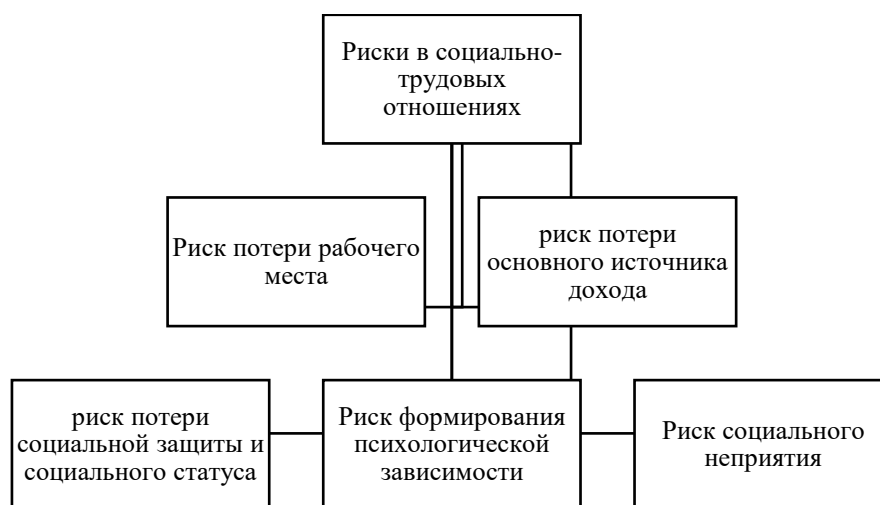 Риски в социально-
трудовых
отношениях
Риск потери рабочего
места
риск потери
основного источника
дохода
риск потери
социальной защиты и
социального статуса
Риск формирования
психологической
зависимости
Риск социального
неприятия